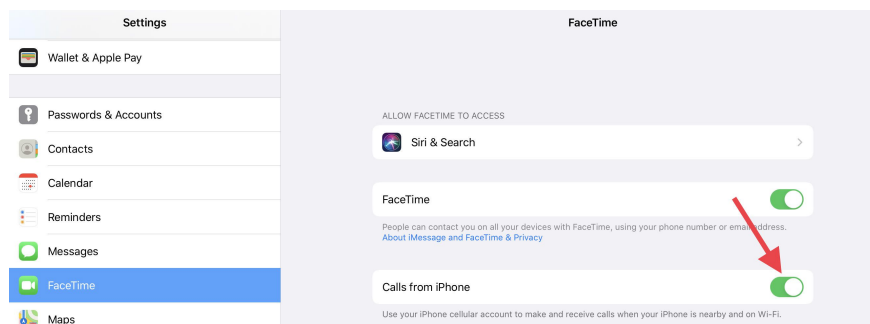 Settings
FaceTime
Wallet & Apple Pay
Passwords & Accounts
Contacts
Calendar
Reminders
Messages
FaceTime
Maps
ALLOW FACETIME TO ACCESS
Siri & Search
FaceTime
People can contact you on all your devices with FaceTime, using your phone number or email address.
About iMessage and FaceTime & Privacy
Calls from iPhone
Use your iPhone cellular account to make and receive calls when your iPhone is nearby and on Wi-Fi.